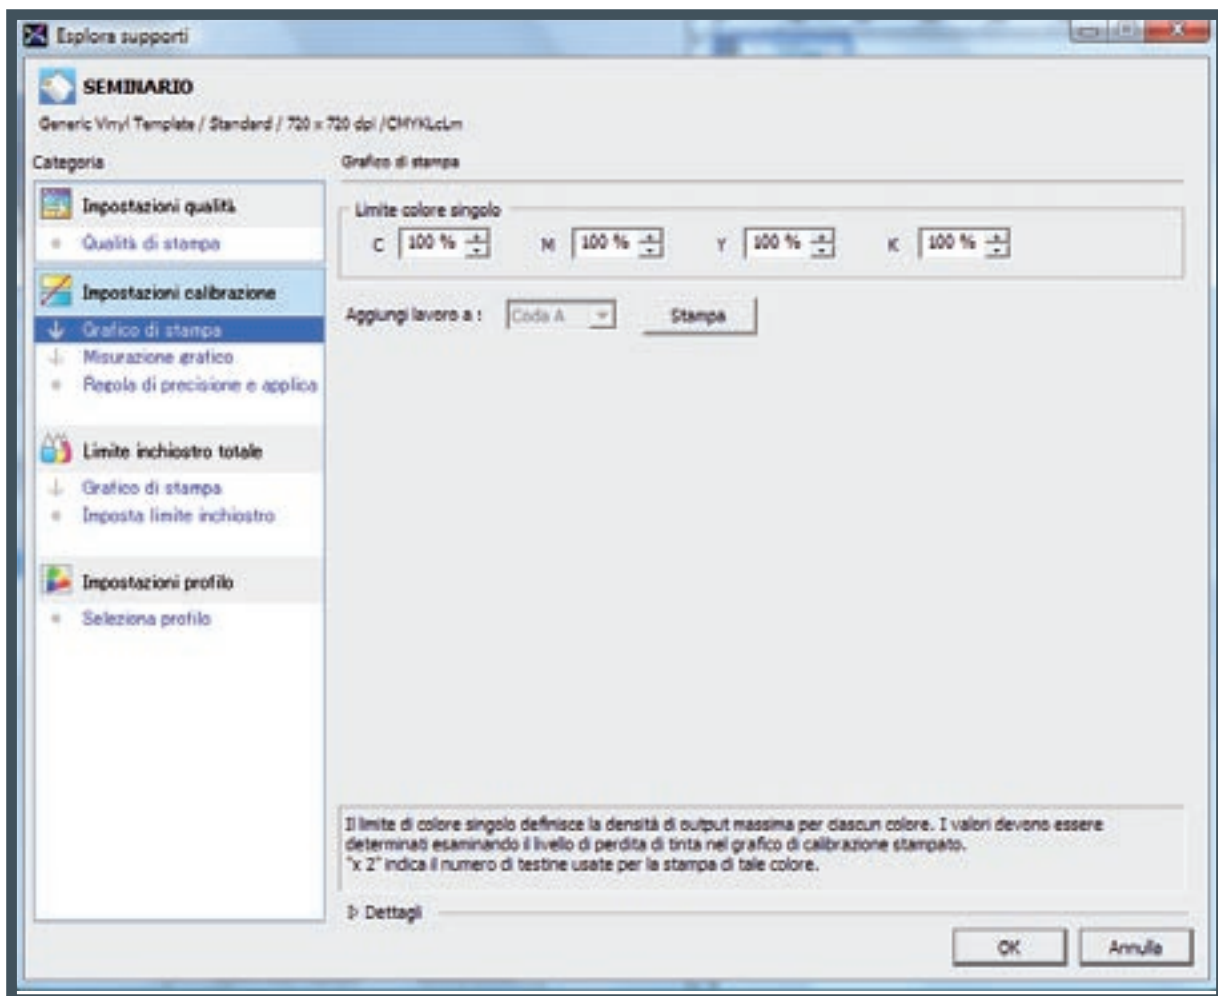 Esplora supporti
SEMINARIO
Generic Vinyl Template / Standard / 720 x 720 dpi /CMYKLcLm
Categoria
Impostazioni qualità
Qualità di stampa
Impostazioni calibrazione
Grafico di stampa
Misurazione grafico
Regola di precisione e applica
Limite inchiostro totale
Grafico di stampa
Imposta limite inchiostro
Impostazioni profilo
Seleziona profilo
Grafico di stampa
Limite colore singolo
C 100 % M 100 % Y 100 % K 100 %
Aggiungi lavoro a : Coda A Stampa
Il limite di colore singolo definisce la densità di output massima per ciascun colore. I valori devono essere
determinati esaminando il livello di perdita di tinta nel grafico di calibrazione stampato.
"x 2" indica il numero di testine usate per la stampa di tale colore.
Dettagli
OK Annulla